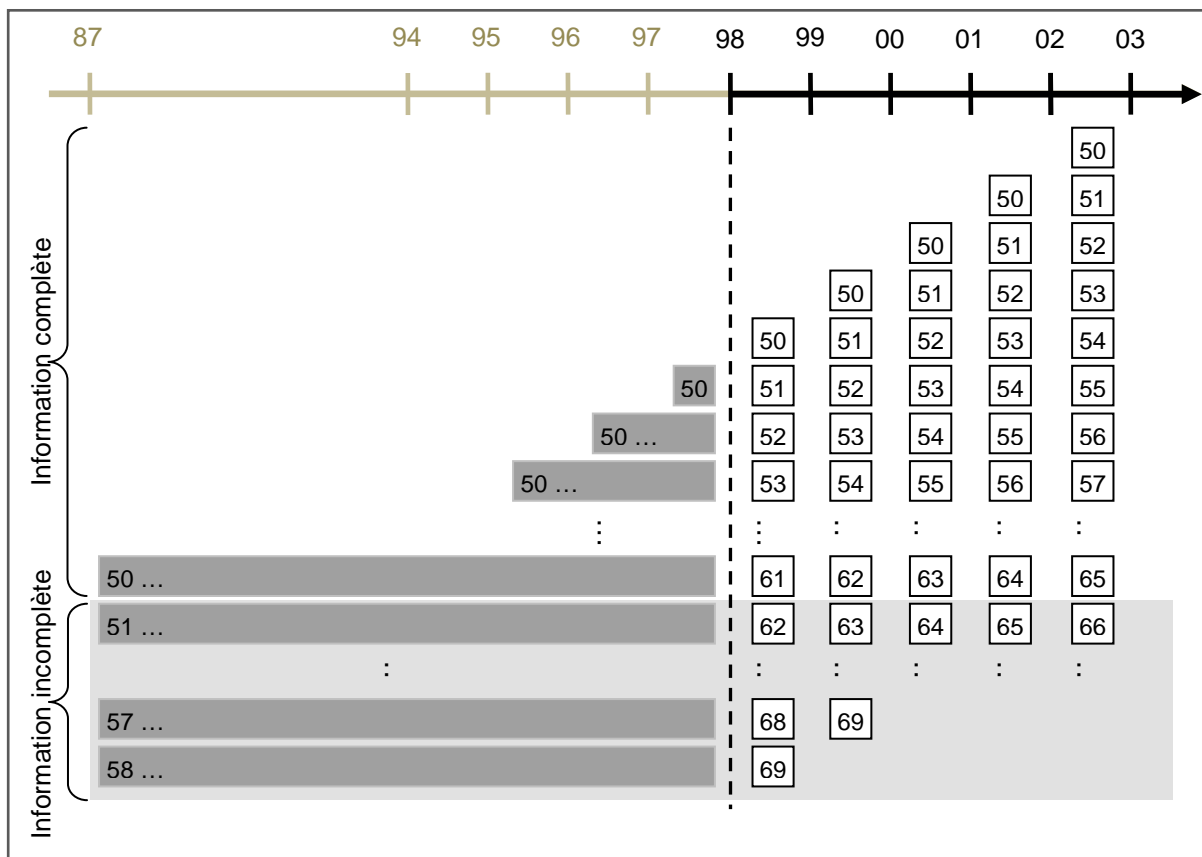 87 94 95 96 97 98 99 00 01 02 03
50
50 51
50 51 52
50 51 52 53
50 51 52 53 54
50 51 52 53 54 55
50 … 52 53 54 55 56
50 … 53 54 55 56 57
⋮ ⋮ : : : :
50 … 61 62 63 64 65
51 … 62 63 64 65 66
: : : : : :
57 … 68 69
58 … 69
Information complète
Information incomplète